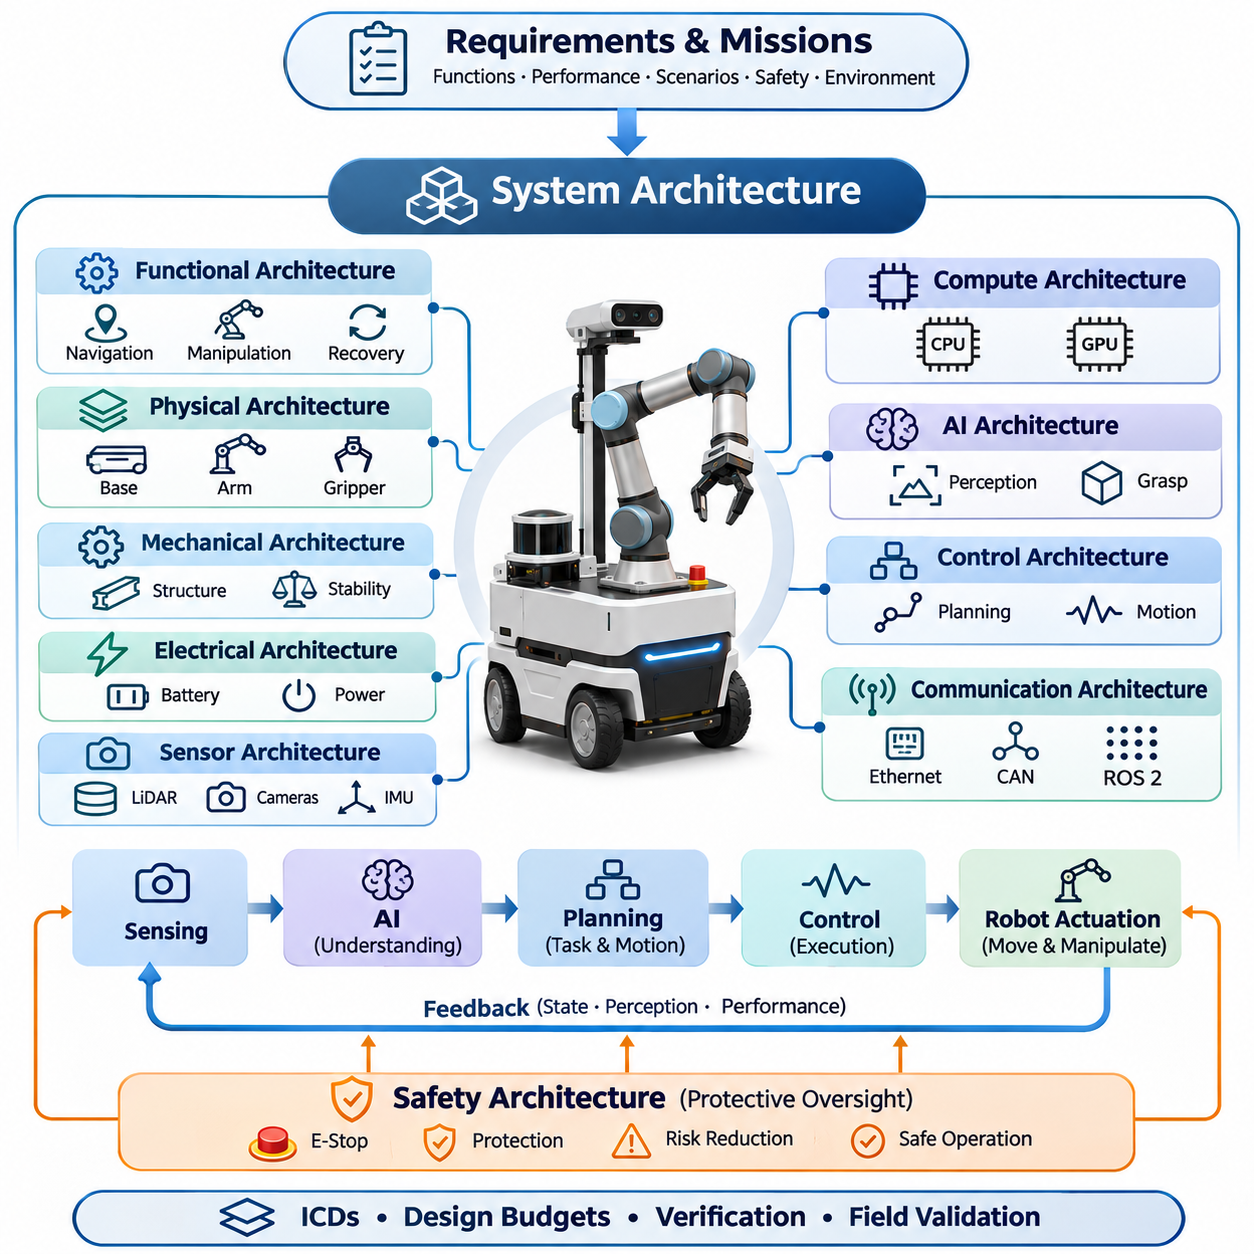 Requirements & Missions
Functions · Performance · Scenarios · Safety · Environment
System Architecture
Functional Architecture
Navigation
Manipulation
Recovery
Physical Architecture
Base
Arm
Gripper
Mechanical Architecture
Structure
Stability
Electrical Architecture
Battery
Power
Sensor Architecture
LiDAR
Cameras
IMU
Compute Architecture
CPU
GPU
AI Architecture
Perception
Grasp
Control Architecture
Planning
Motion
Communication Architecture
Ethernet
CAN
ROS 2
Sensing
AI
(Understanding)
Planning
(Task & Motion)
Control
(Execution)
Robot Actuation
(Move & Manipulate)
Feedback (State · Perception · Performance)
Safety Architecture (Protective Oversight)
E-Stop
Protection
Risk Reduction
Safe Operation
ICDs • Design Budgets • Verification • Field Validation